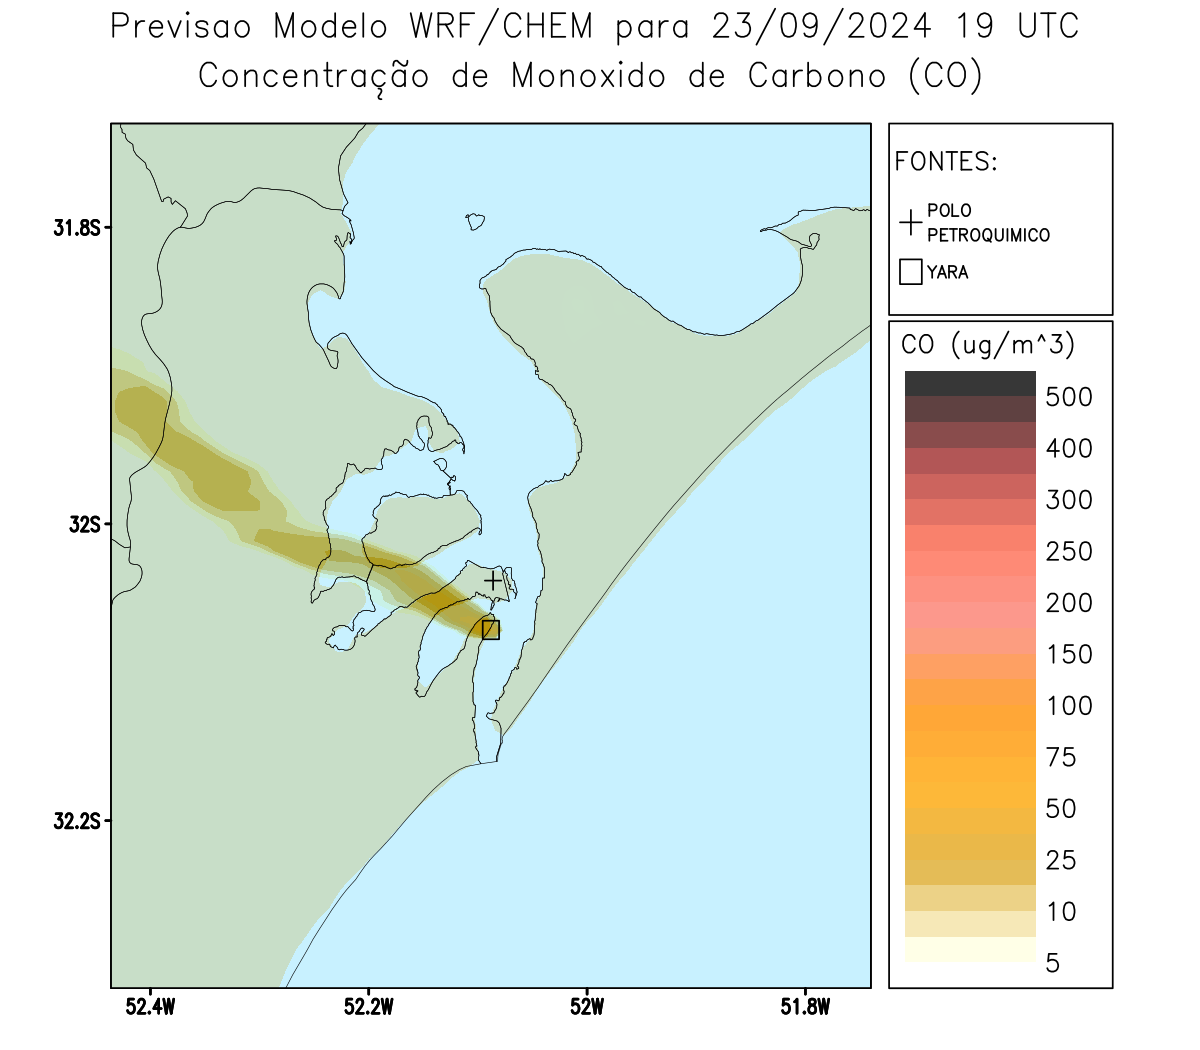 Previsao Modelo WRF/CHEM para 23/09/2024 19 UTC
Concentração de Monoxido de Carbono (CO)
FONTES:
POLO
PETROQUIMICO
YARA
CO (ug/m^3)
500
400
300
250
200
150
100
75
50
25
10
5
31.8S
32S
32.2S
52.4W
52.2W
52W
51.8W